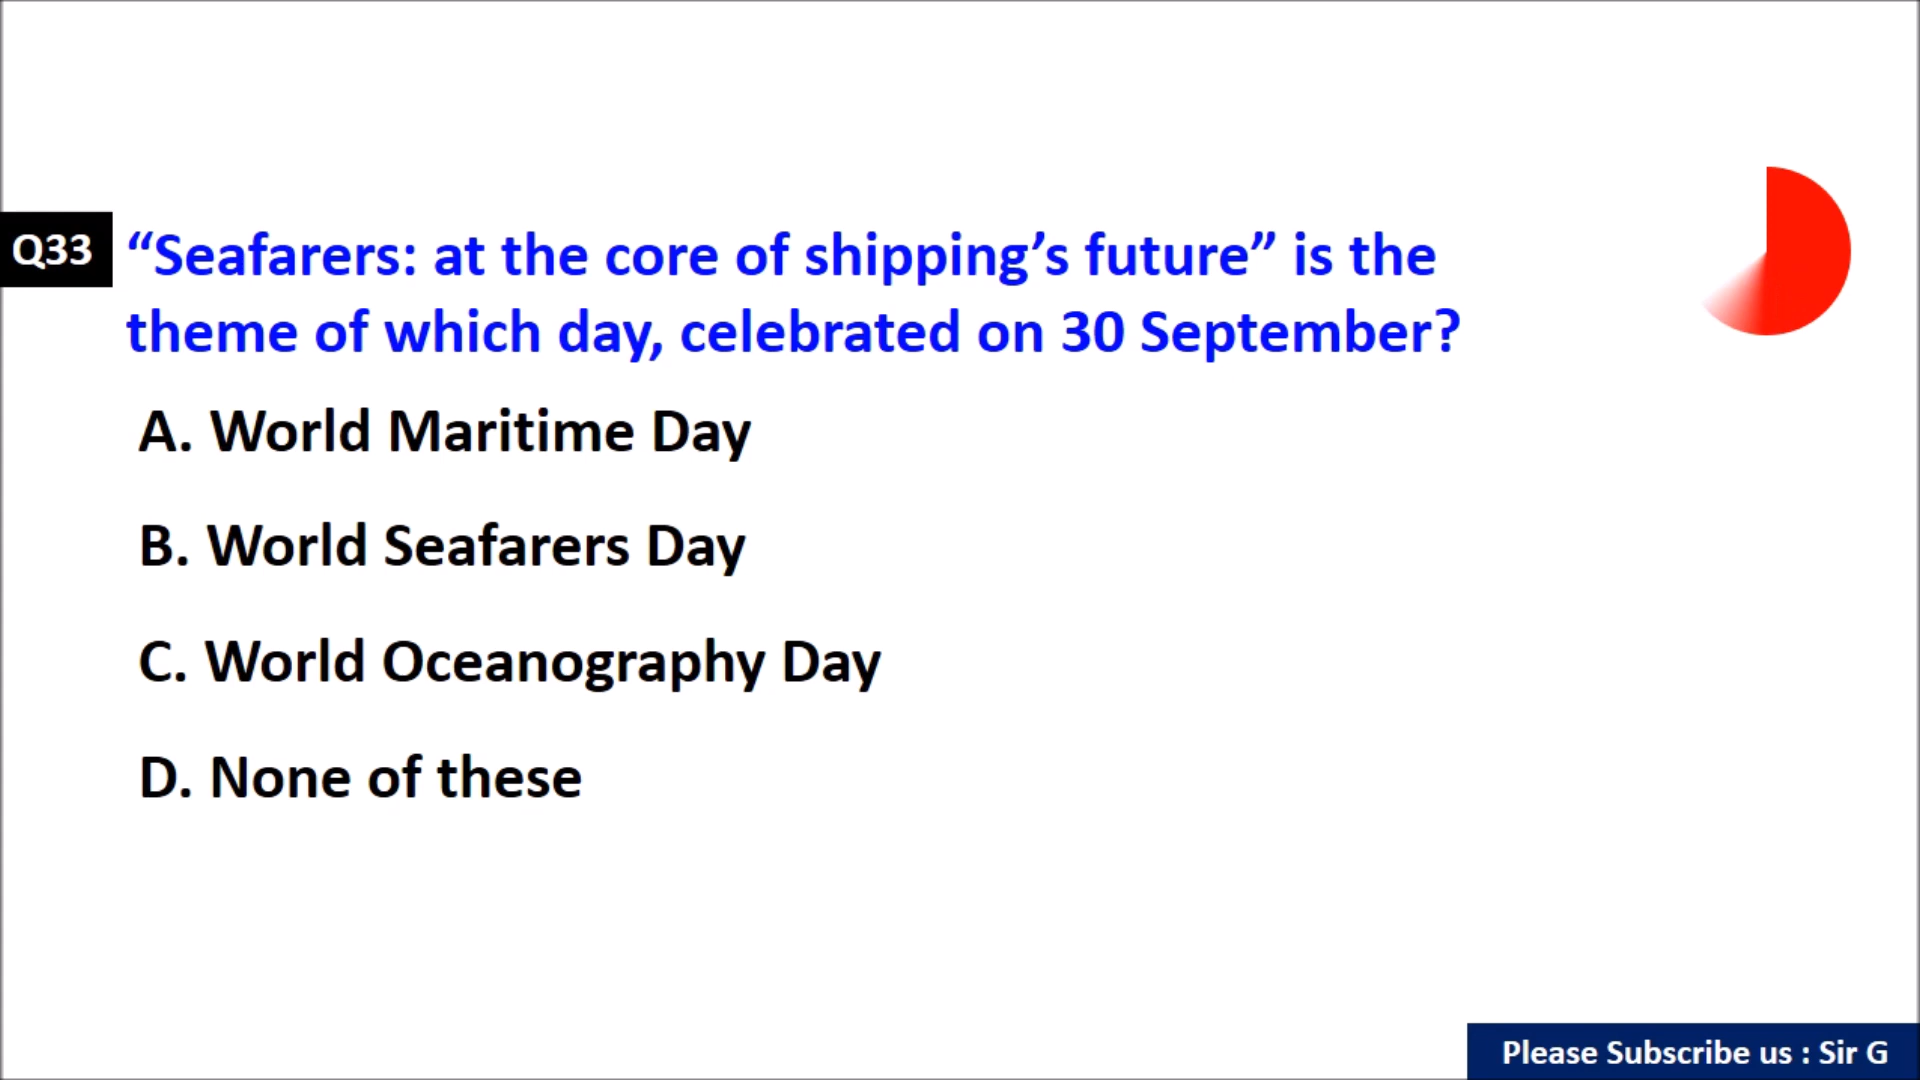 Q33
“Seafarers: at the core of shipping’s future” is the
theme of which day, celebrated on 30 September?
A. World Maritime Day
B. World Seafarers Day
C. World Oceanography Day
D. None of these
Please Subscribe us : Sir G